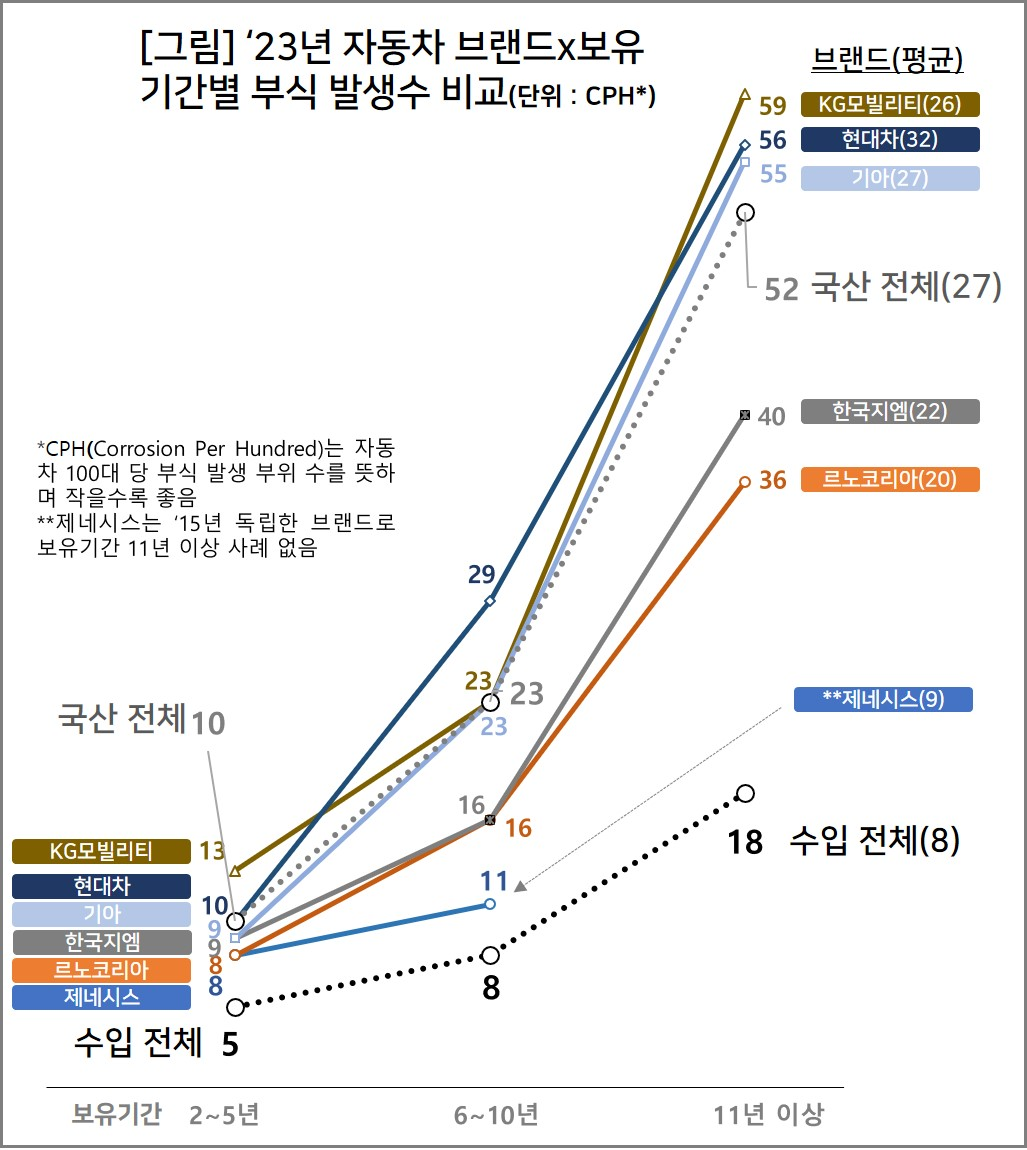 [그림] ‘23년 자동차 브랜드x보유
기간별 부식 발생수 비교(단위 : CPH*)
브랜드(평균)
59 KG모빌리티(26)
56 현대차(32)
55 기아(27)
52 국산 전체(27)
40 한국지엠(22)
36 르노코리아(20)
*CPH(Corrosion Per Hundred)는 자동
차 100대 당 부식 발생 부위 수를 뜻하
며 작을수록 좋음
**제네시스는 ‘15년 독립한 브랜드로
보유기간 11년 이상 사례 없음
29
23
23
23
**제네시스(9)
국산 전체 10
16
16
18 수입 전체(8)
11
KG모빌리티 13
현대차 10
기아 9
한국지엠 9
르노코리아 8
제네시스 8
8
수입 전체 5
보유기간 2~5년 6~10년 11년 이상